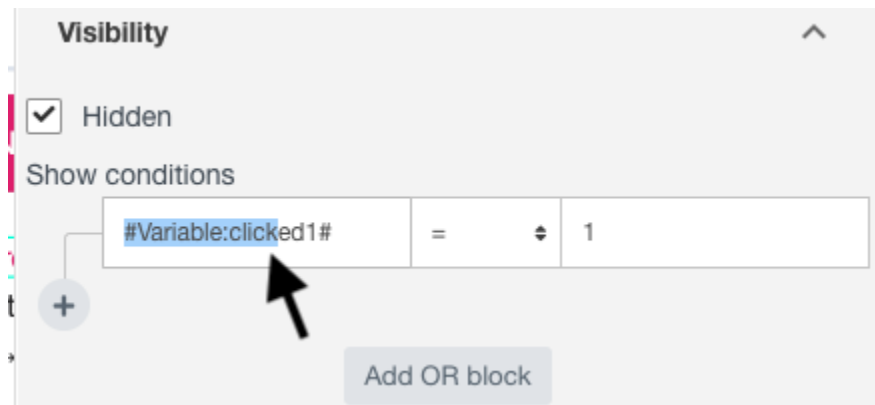 Visibility
Hidden
Show conditions
#Variable:clicked1# = 1
+
Add OR block